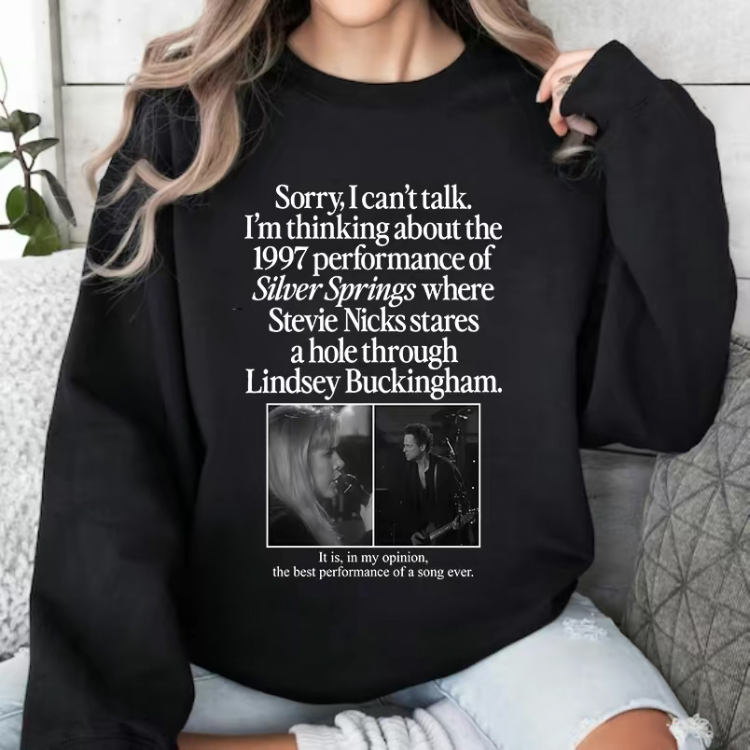 Sorry, I can't talk.
I'm thinking about the
1997 performance of
Silver Springs where
Stevie Nicks stares
a hole through
Lindsey Buckingham.
It is, in my opinion,
the best performance of a song ever.